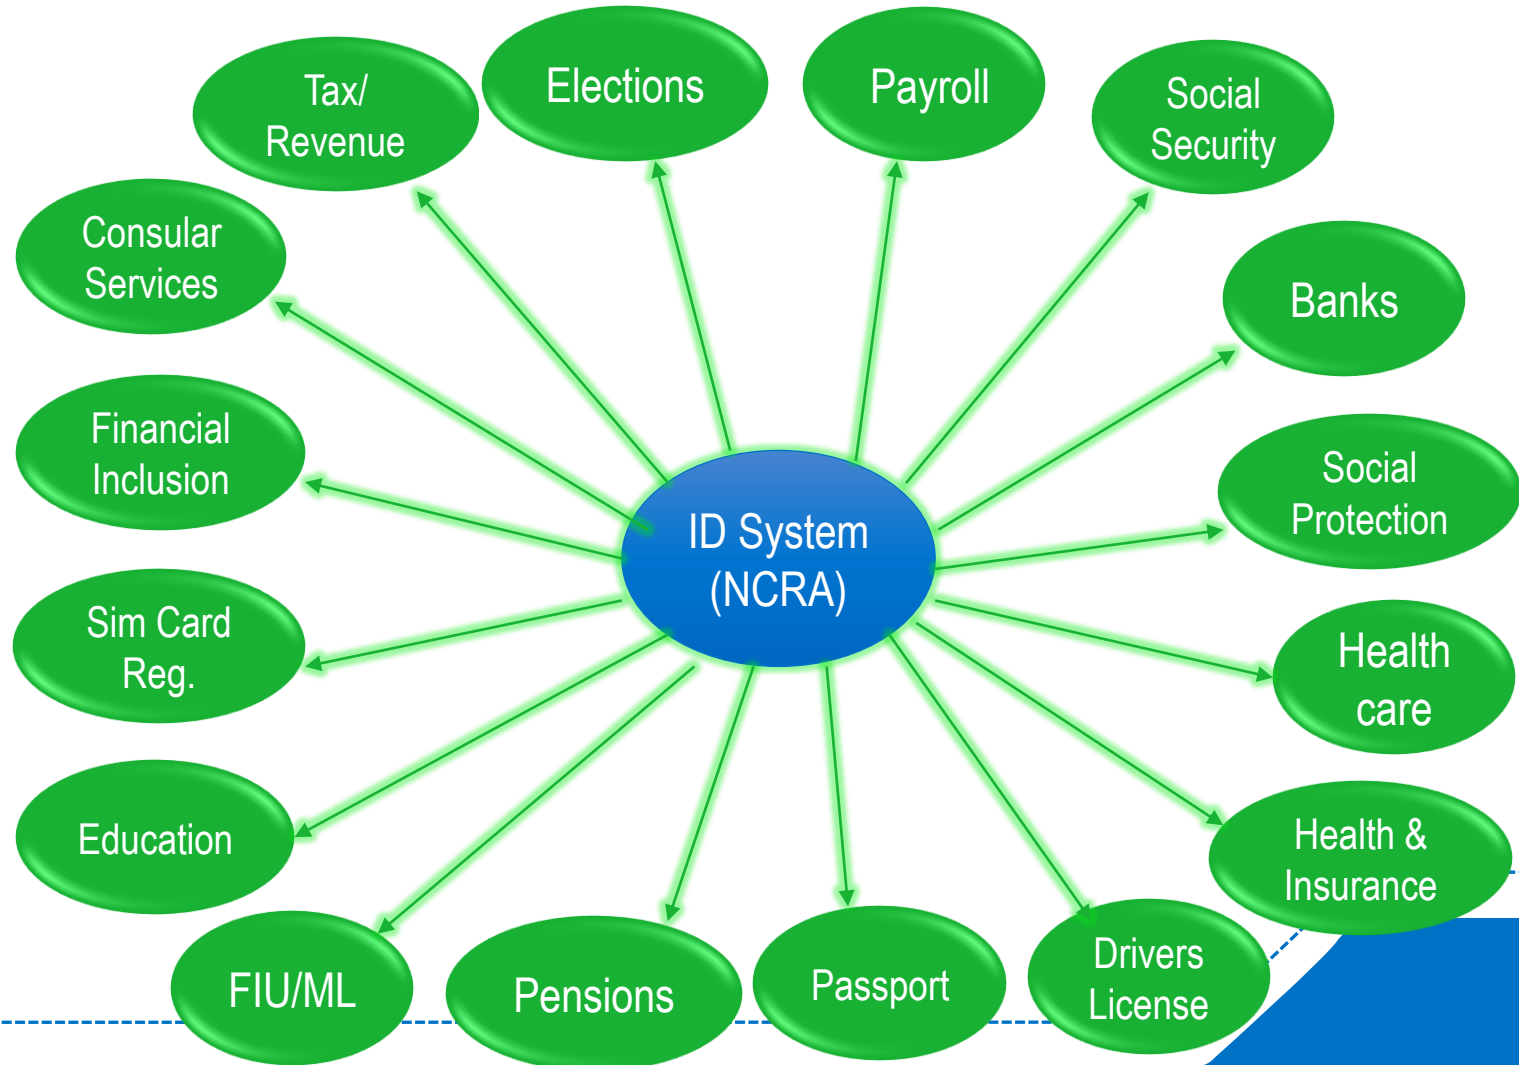 Tax/
Revenue
Elections
Payroll
Social
Security
Consular
Services
Banks
Financial
Inclusion
Social
Protection
ID System
(NCRA)
Sim Card
Reg.
Health
care
Education
Health &
Insurance
FIU/ML
Pensions
Passport
Drivers
License